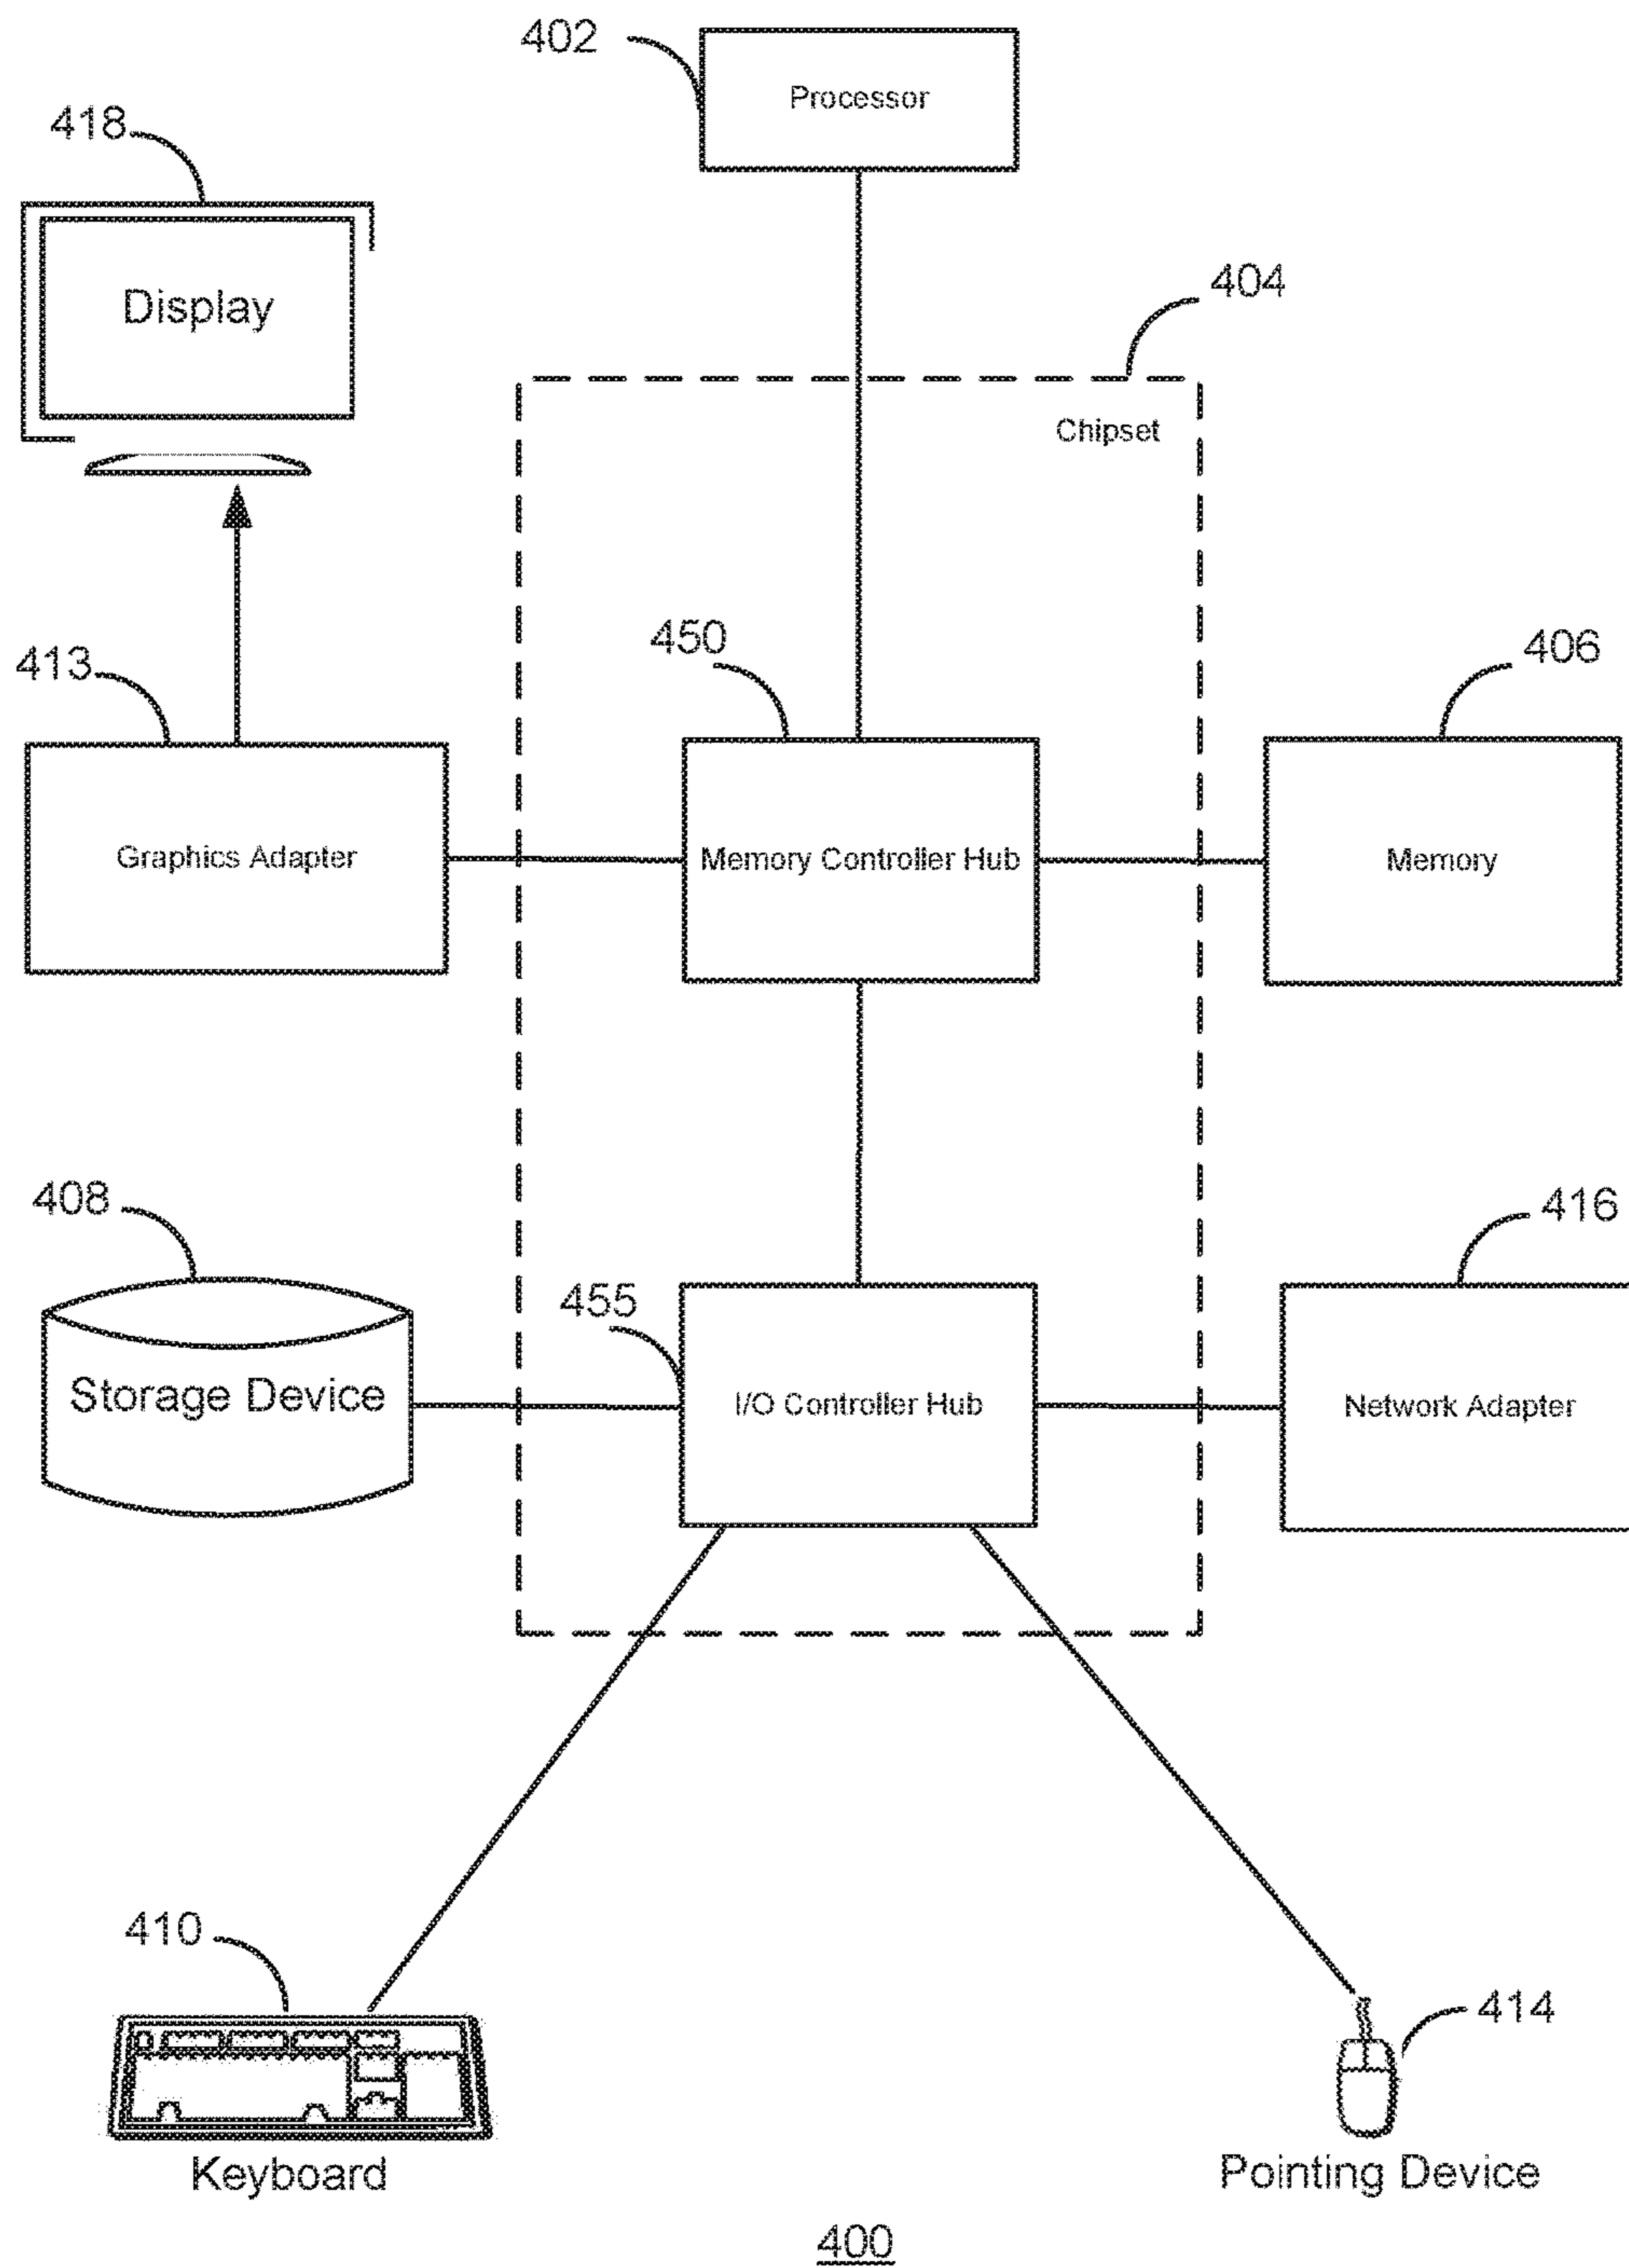 402
Processor
418
Display
404
Chipset
413
450
406
Graphics Adapter
Memory Controller Hub
Memory
408
455
416
Storage Device
I/O Controller Hub
Network Adapter
410
414
Keyboard
Pointing Device
400